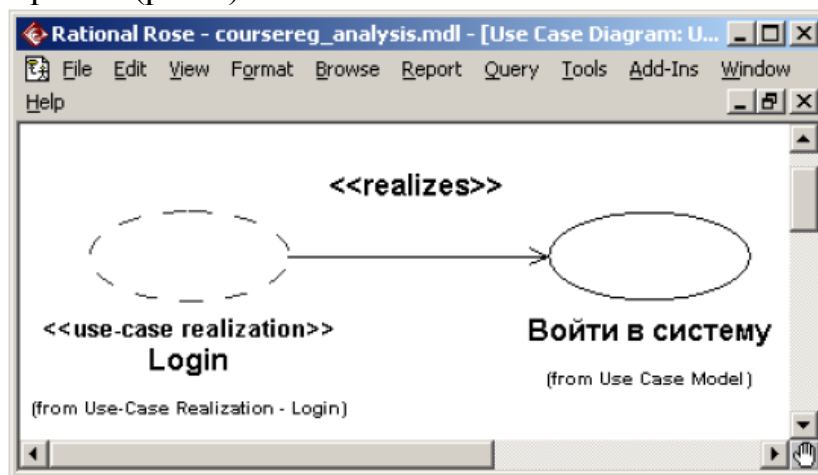 Rational Rose - coursereg_analysis.mdl - [Use Case Diagram: U...
File Edit View Format Browse Report Query Tools Add-Ins Window
Help
<<realizes>>
<<use-case realization>>
Login
(from Use-Case Realization - Login)
Войти в систему
(from Use Case Model)